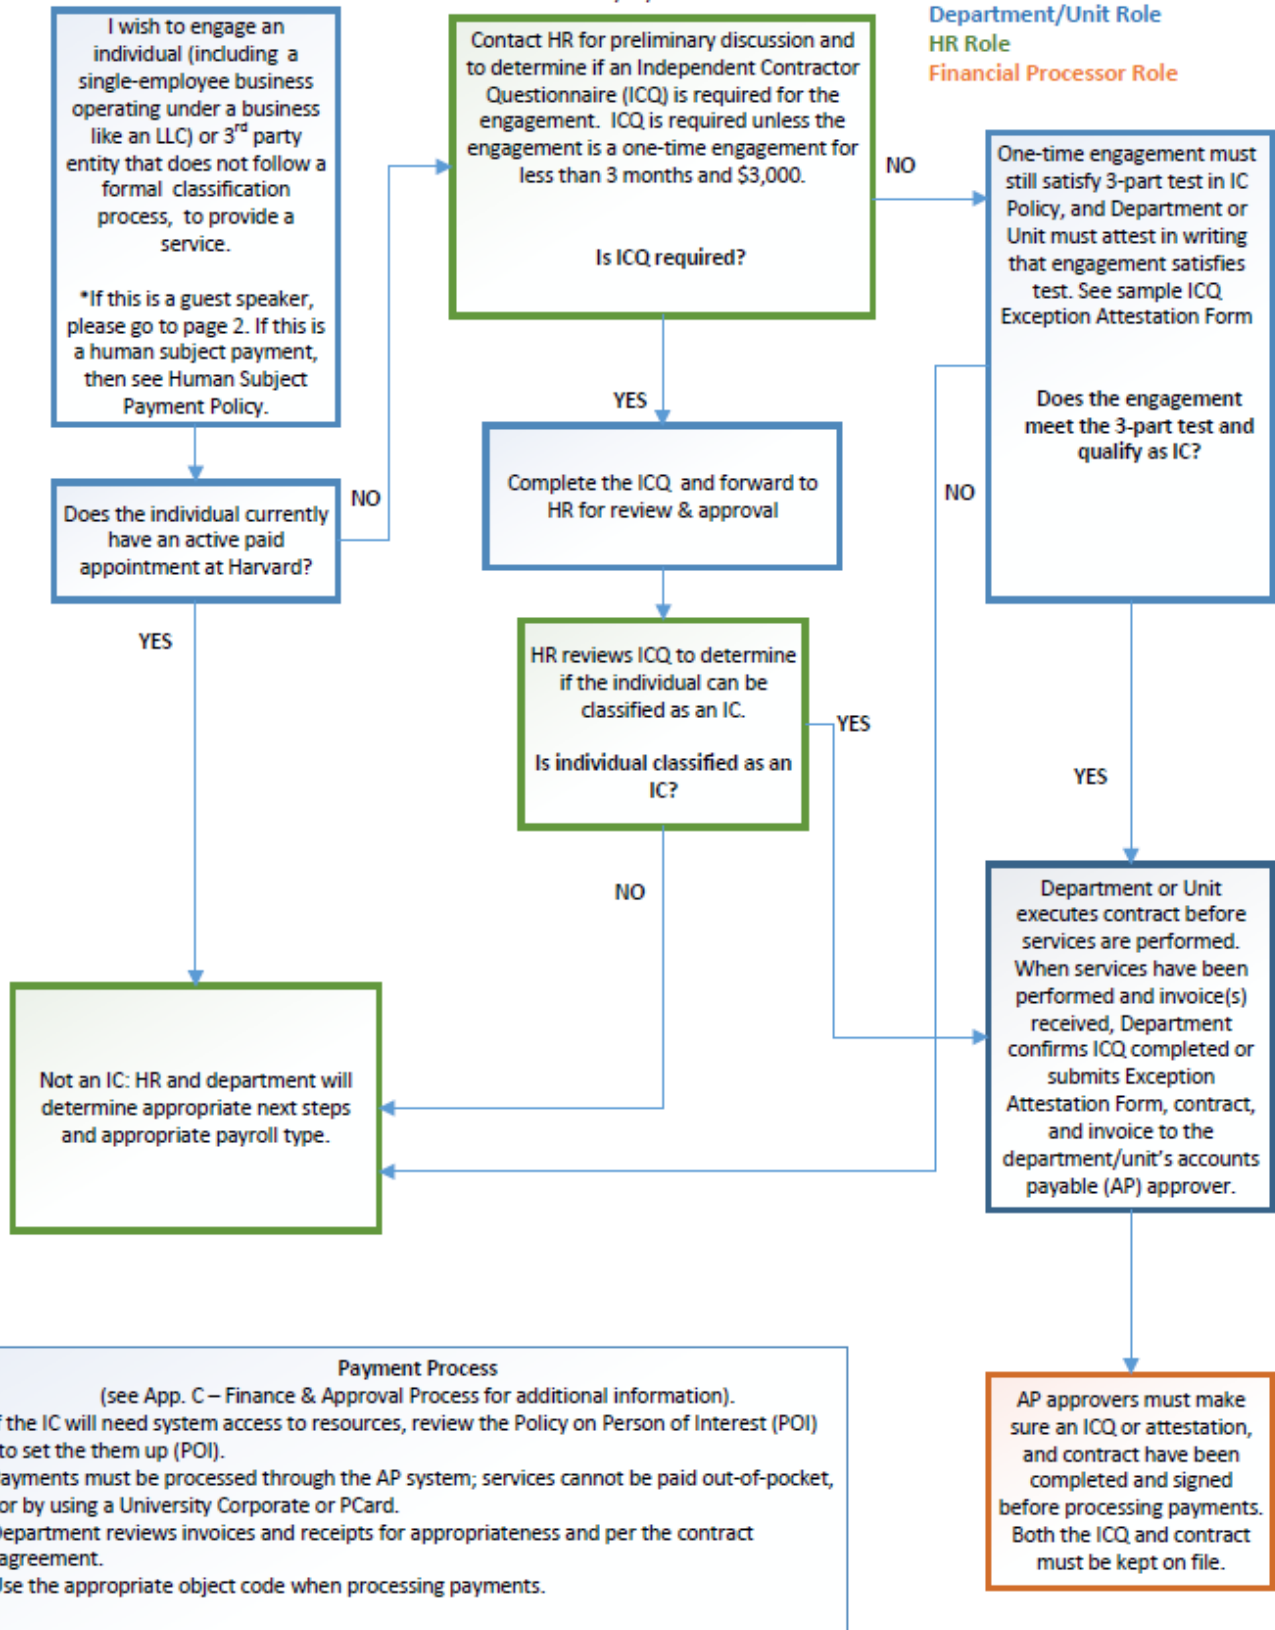 I wish to engage an
individual (including a
single-employee business
operating under a business
like an LLC) or 3rd party
entity that does not follow a
formal classification
process, to provide a
service.
*If this is a guest speaker,
please go to page 2. If this is
a human subject payment,
then see Human Subject
Payment Policy.
Does the individual currently
have an active paid
appointment at Harvard?
NO
YES
Contact HR for preliminary discussion and
to determine if an Independent Contractor
Questionnaire (ICQ) is required for the
engagement. ICQ is required unless the
engagement is a one-time engagement for
less than 3 months and $3,000.
Is ICQ required?
NO
YES
Department/Unit Role
HR Role
Financial Processor Role
One-time engagement must
still satisfy 3-part test in IC
Policy, and Department or
Unit must attest in writing
that engagement satisfies
test. See sample ICQ
Exception Attestation Form
Does the engagement
meet the 3-part test and
qualify as IC?
NO
YES
Complete the ICQ and forward to
HR for review & approval
HR reviews ICQ to determine
if the individual can be
classified as an IC.
Is individual classified as an
IC?
YES
NO
Not an IC: HR and department will
determine appropriate next steps
and appropriate payroll type.
Department or Unit
executes contract before
services are performed.
When services have been
performed and invoice(s)
received, Department
confirms ICQ completed or
submits Exception
Attestation Form, contract,
and invoice to the
department/unit's accounts
payable (AP) approver.
AP approvers must make
sure an ICQ or attestation,
and contract have been
completed and signed
before processing payments.
Both the ICQ and contract
must be kept on file.
Payment Process
(see App. C – Finance & Approval Process for additional information).
f the IC will need system access to resources, review the Policy on Person of Interest (POI)
to set the them up (POI).
ayments must be processed through the AP system; services cannot be paid out-of-pocket,
or by using a University Corporate or PCard.
epartment reviews invoices and receipts for appropriateness and per the contract
agreement.
se the appropriate object code when processing payments.